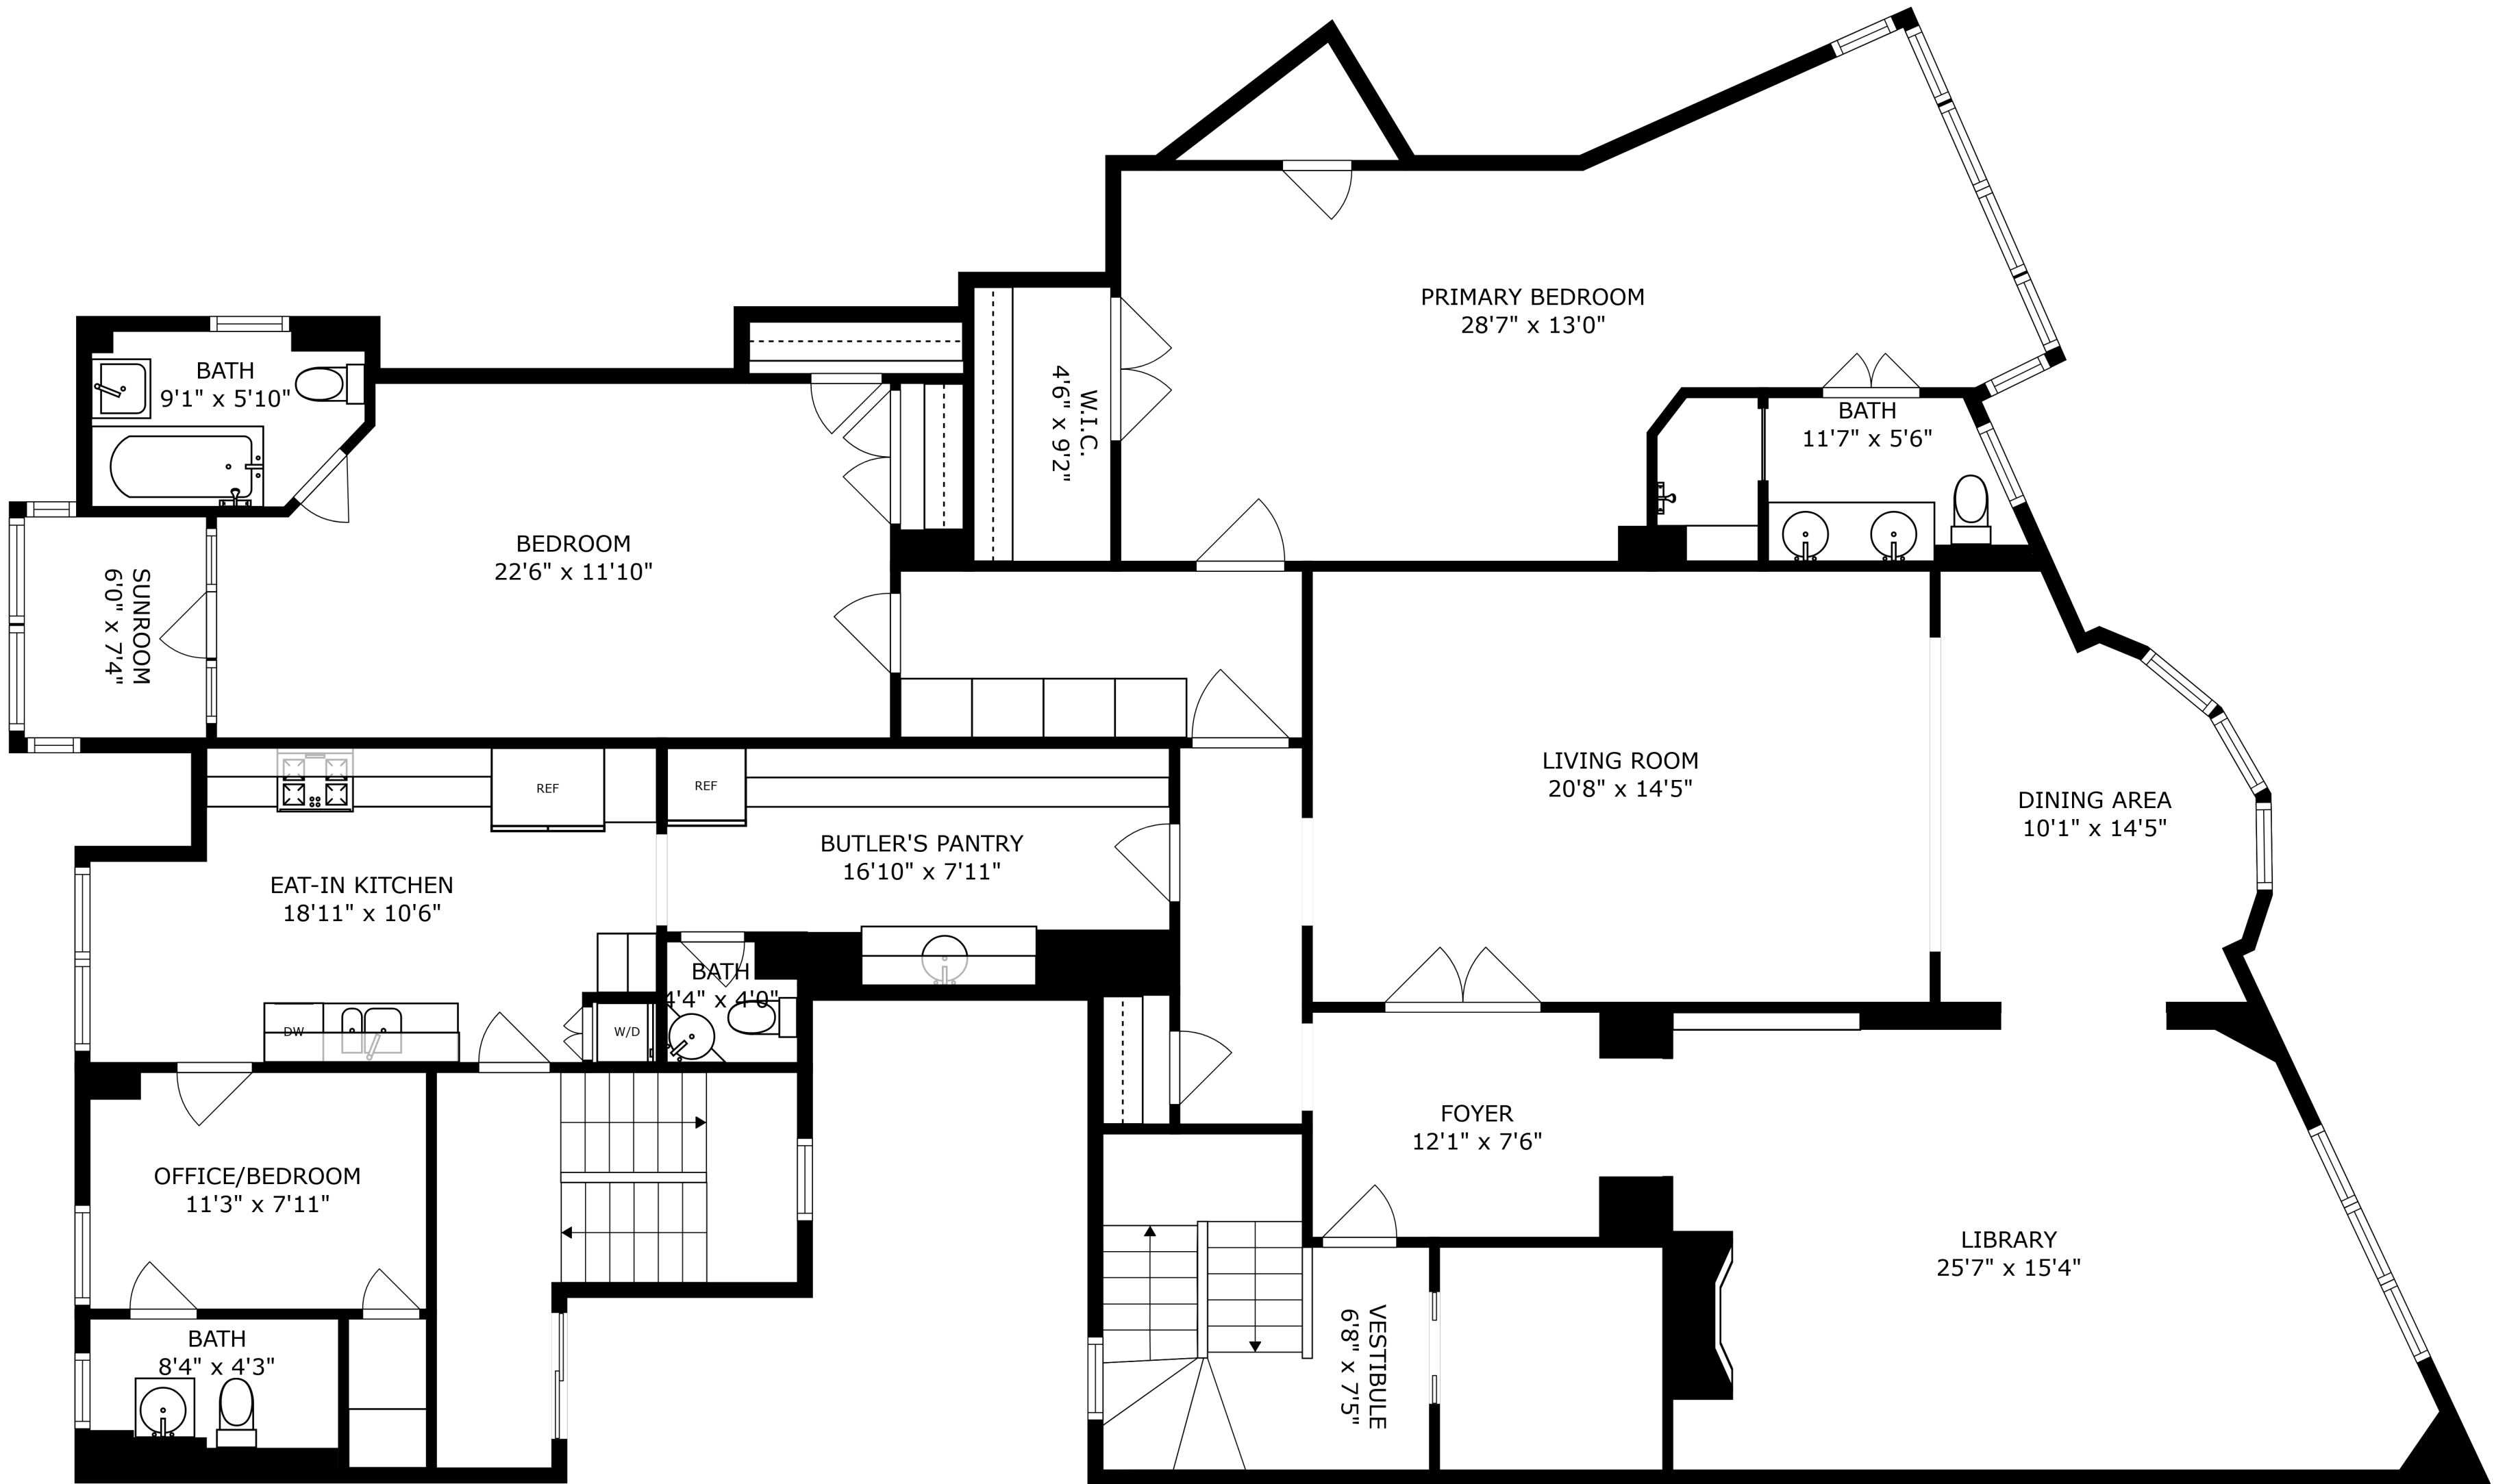 PRIMARY BEDROOM
28'7" x 13'0"
BATH
9'1" x 5'10"
W.I.C.
4'6" x 9'2"
BATH
11'7" x 5'6"
BEDROOM
22'6" x 11'10"
SUNROOM
6'0" x 7'4"
LIVING ROOM
20'8" x 14'5"
DINING AREA
10'1" x 14'5"
REF
REF
BUTLER'S PANTRY
16'10" x 7'11"
EAT-IN KITCHEN
18'11" x 10'6"
BATH
4'4" x 4'0"
DW
W/D
FOYER
12'1" x 7'6"
OFFICE/BEDROOM
11'3" x 7'11"
LIBRARY
25'7" x 15'4"
VESTIBULE
6'8" x 7'5"
BATH
8'4" x 4'3"